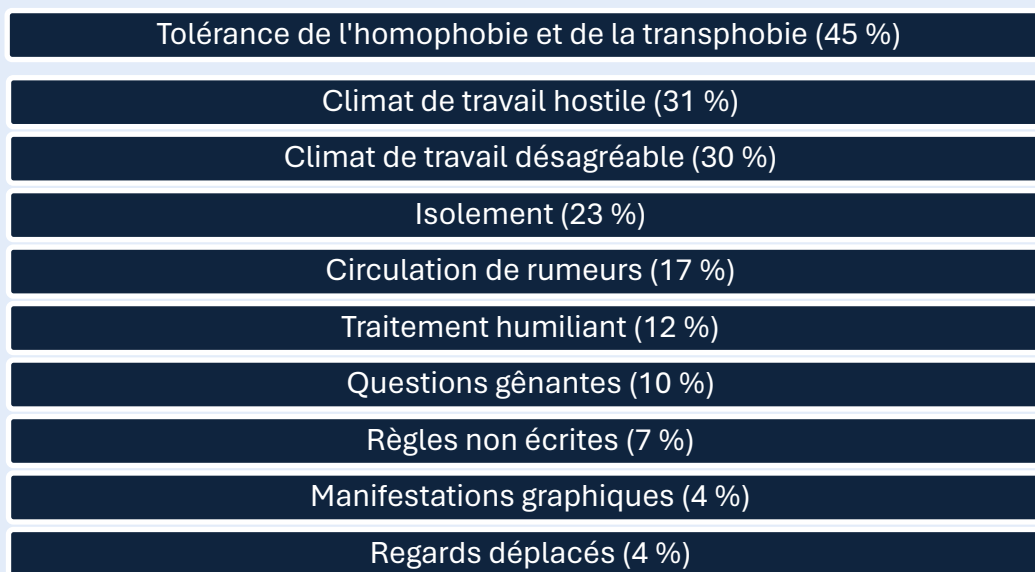 Tolérance de l'homophobie et de la transphobie (45 %)
Climat de travail hostile (31 %)
Climat de travail désagréable (30 %)
Isolement (23 %)
Circulation de rumeurs (17 %)
Traitement humiliant (12 %)
Questions gênantes (10 %)
Règles non écrites (7 %)
Manifestations graphiques (4 %)
Regards déplacés (4 %)